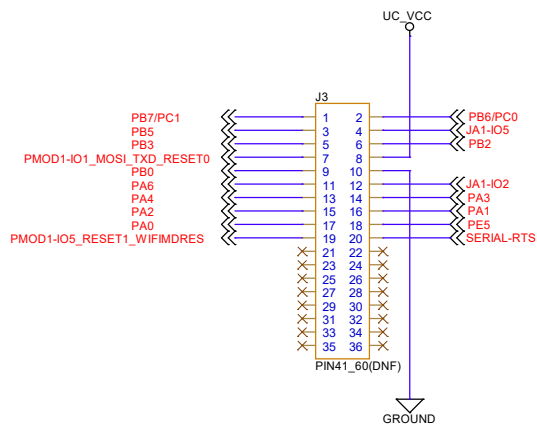 UC_VCC
J3
PB7/PC1 1 2 PB6/PC0
PB5 3 4 JA1-IO5
PB3 5 6 PB2
PMOD1-IO1_MOSI_TXD_RESET0 7 8
PB0 9 10
PA6 11 12 JA1-IO2
PA4 13 14 PA3
PA2 15 16 PA1
PA0 17 18 PE5
PMOD1-IO5_RESET1_WIFIMDRES 19 20 SERIAL-RTS
21 22
23 24
25 26
27 28
29 30
31 32
33 34
35 36
PIN41_60(DNF)
GROUND